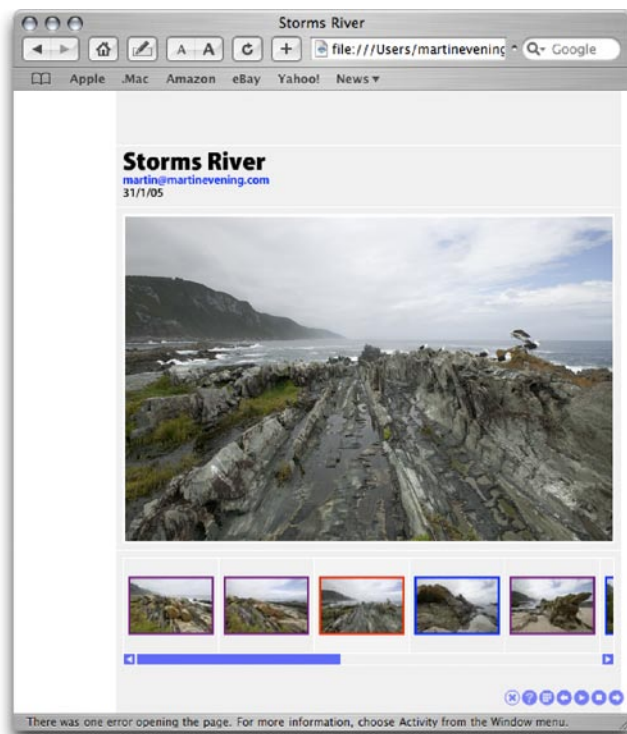 Storms River
A A
file:///Users/martinevening
Google
Apple .Mac Amazon eBay Yahoo! News
Storms River
martin@martinevening.com
31/1/05
There was one error opening the page. For more information, choose Activity from the Window menu.